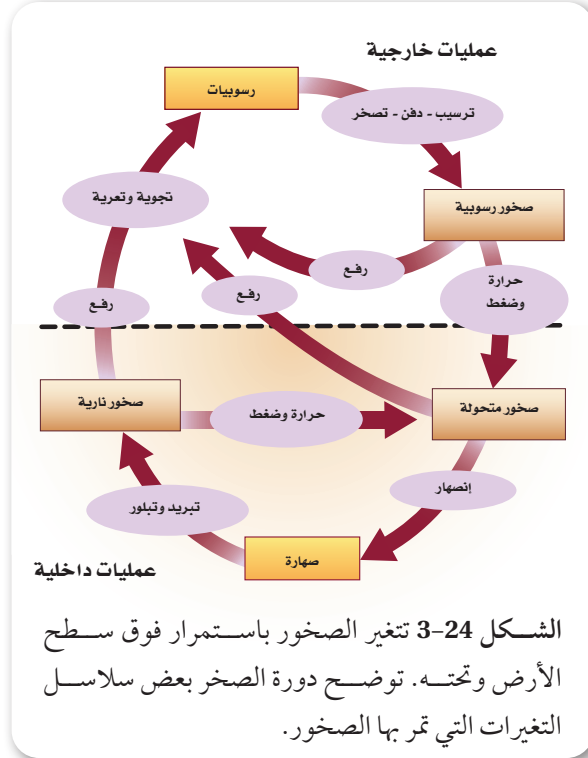 عمليات خارجية
رسوبيات
ترسيب - دفن - تصخر
تجوية وتعرية
صخور رسوبية
رفع
حرارة
وضغط
رفع
رفع
صخور نارية
حرارة وضغط
صخور متحولة
إنصهار
تبريد وتبلور
صهارة
عمليات داخلية
الشكل 24-3 تتغير الصخور باستمرار فوق سطح
الأرض وتحته. توضح دورة الصخر بعض سلاسل
التغيرات التي تمر بها الصخور.